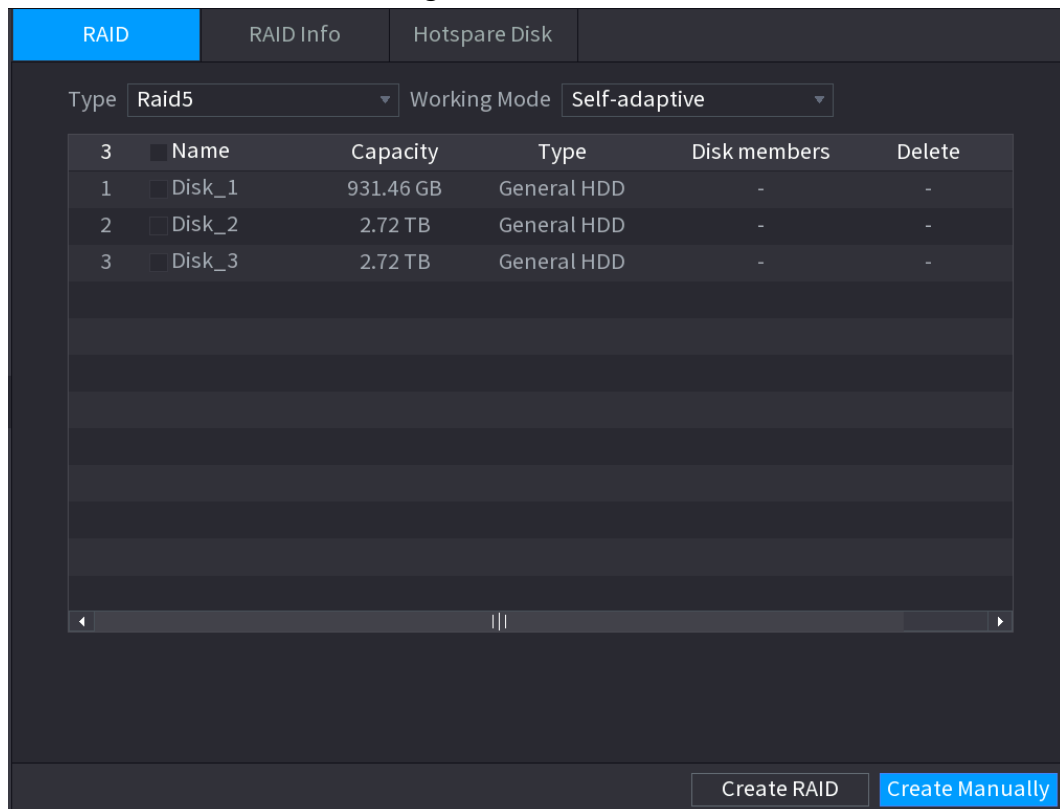 RAID RAID Info Hotspare Disk
Type Raid5 Working Mode Self-adaptive
3 Name Capacity Type Disk members Delete
1 Disk_1 931.46 GB General HDD - -
2 Disk_2 2.72 TB General HDD - -
3 Disk_3 2.72 TB General HDD - -
Create RAID Create Manually